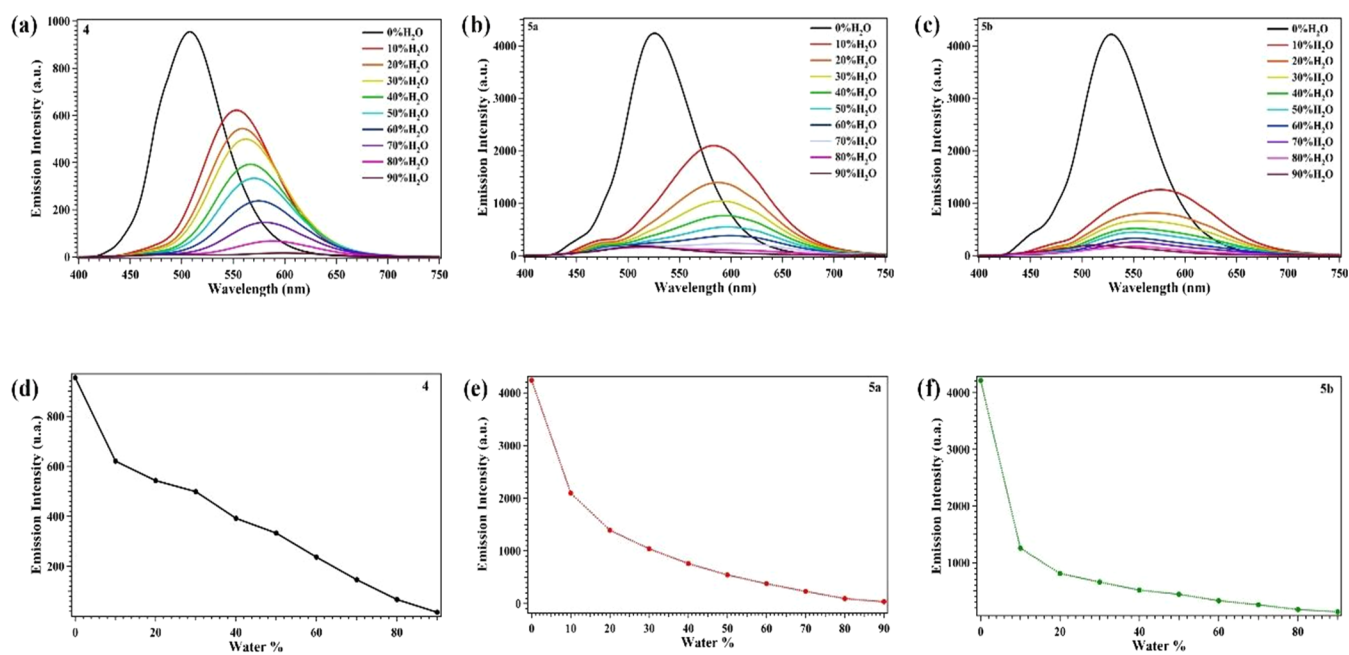 (a)
4
1000
800
600
400
200
0
Emission Intensity (a.u.)
400 450 500 550 600 650 700 750
Wavelength (nm)
0%H₂O
10%H₂O
20%H₂O
30%H₂O
40%H₂O
50%H₂O
60%H₂O
70%H₂O
80%H₂O
90%H₂O
(b)
5a
4000
3000
2000
1000
0
Emission Intensity (a.u.)
400 450 500 550 600 650 700 750
Wavelength (nm)
0%H₂O
10%H₂O
20%H₂O
30%H₂O
40%H₂O
50%H₂O
60%H₂O
70%H₂O
80%H₂O
90%H₂O
(c)
5b
4000
3000
2000
1000
0
Emission Intensity (a.u.)
400 450 500 550 600 650 700 750
Wavelength (nm)
0%H₂O
10%H₂O
20%H₂O
30%H₂O
40%H₂O
50%H₂O
60%H₂O
70%H₂O
80%H₂O
90%H₂O
(d)
4
800
600
400
200
Emission Intensity (u.a.)
0 20 40 60 80
Water %
(e)
5a
4000
3000
2000
1000
0
Emission Intensity (a.u.)
0 10 20 30 40 50 60 70 80 90
Water %
(f)
5b
4000
3000
2000
1000
Emission Intensity (u.a.)
0 20 40 60 80
Water %